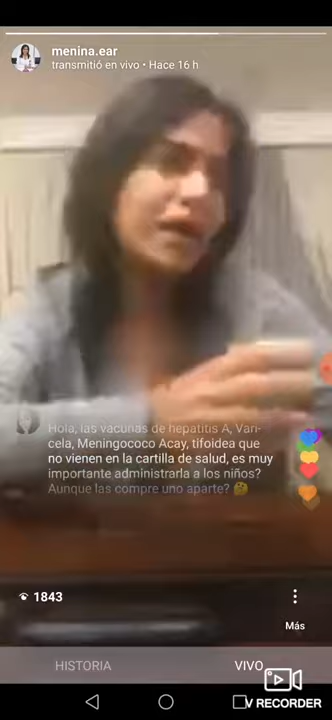 menina.ear
transmitió en vivo • Hace 16 h
Hola, las vacunas de hepatitis A, Vari-
cela, Meningococo Acay, tifoidea que
no vienen en la cartilla de salud, es muy
importante administrarla a los niños?
Aunque las compre uno aparte? 🤔
1843
Más
HISTORIA
VIVO
V RECORDER